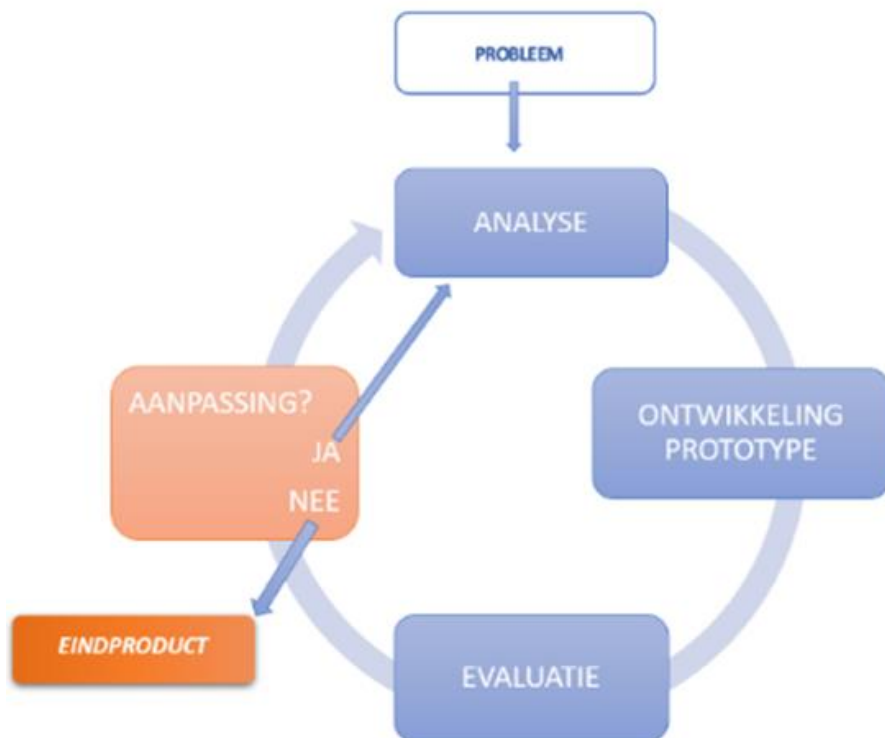 PROBLEEM
ANALYSE
ONTWIKKELING
PROTOTYPE
EVALUATIE
AANPASSING?
JA
NEE
EINDPRODUCT